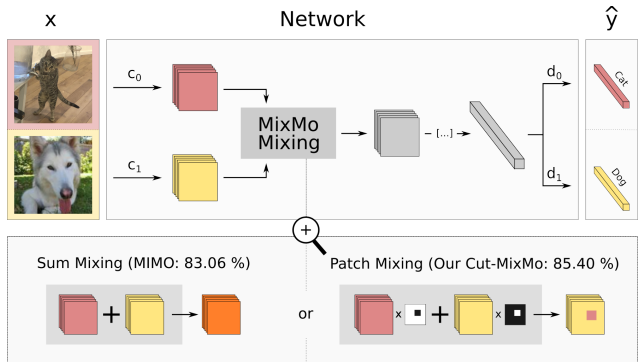 x
Network
ŷ
c₀
c₁
MixMo
Mixing
[...]
d₀
d₁
Cat
Dog
+
Sum Mixing (MIMO: 83.06 %)
Patch Mixing (Our Cut-MixMo: 85.40 %)
+
or
x + x